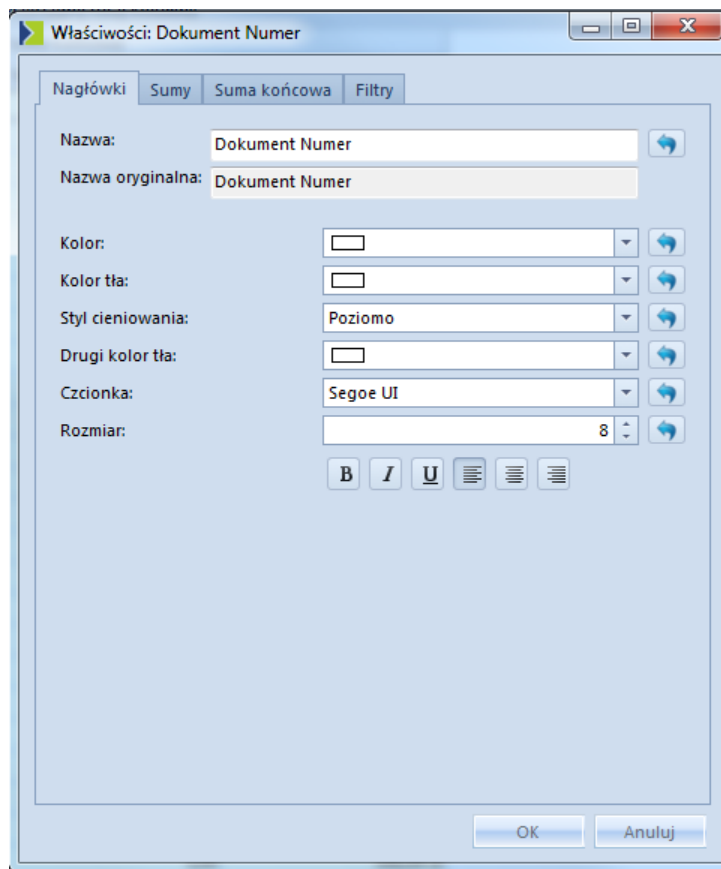 Właściwości: Dokument Numer
Nagłówki Sumy Suma końcowa Filtry
Nazwa: Dokument Numer
Nazwa oryginalna: Dokument Numer
Kolor:
Kolor tła:
Styl cieniowania: Poziomo
Drugi kolor tła:
Czcionka: Segoe UI
Rozmiar: 8
B I U
OK Anuluj